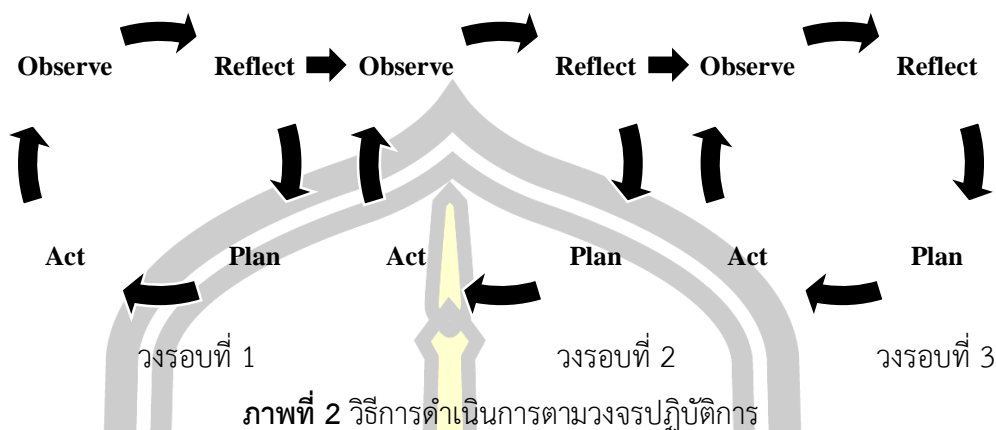 Observe Reflect Observe Reflect Observe Reflect
Act Plan Act Plan Act Plan
วงรอบที่ 1 วงรอบที่ 2 วงรอบที่ 3
ภาพที่ 2 วิธีการดำเนินการตามวงจรปฏิบัติการ